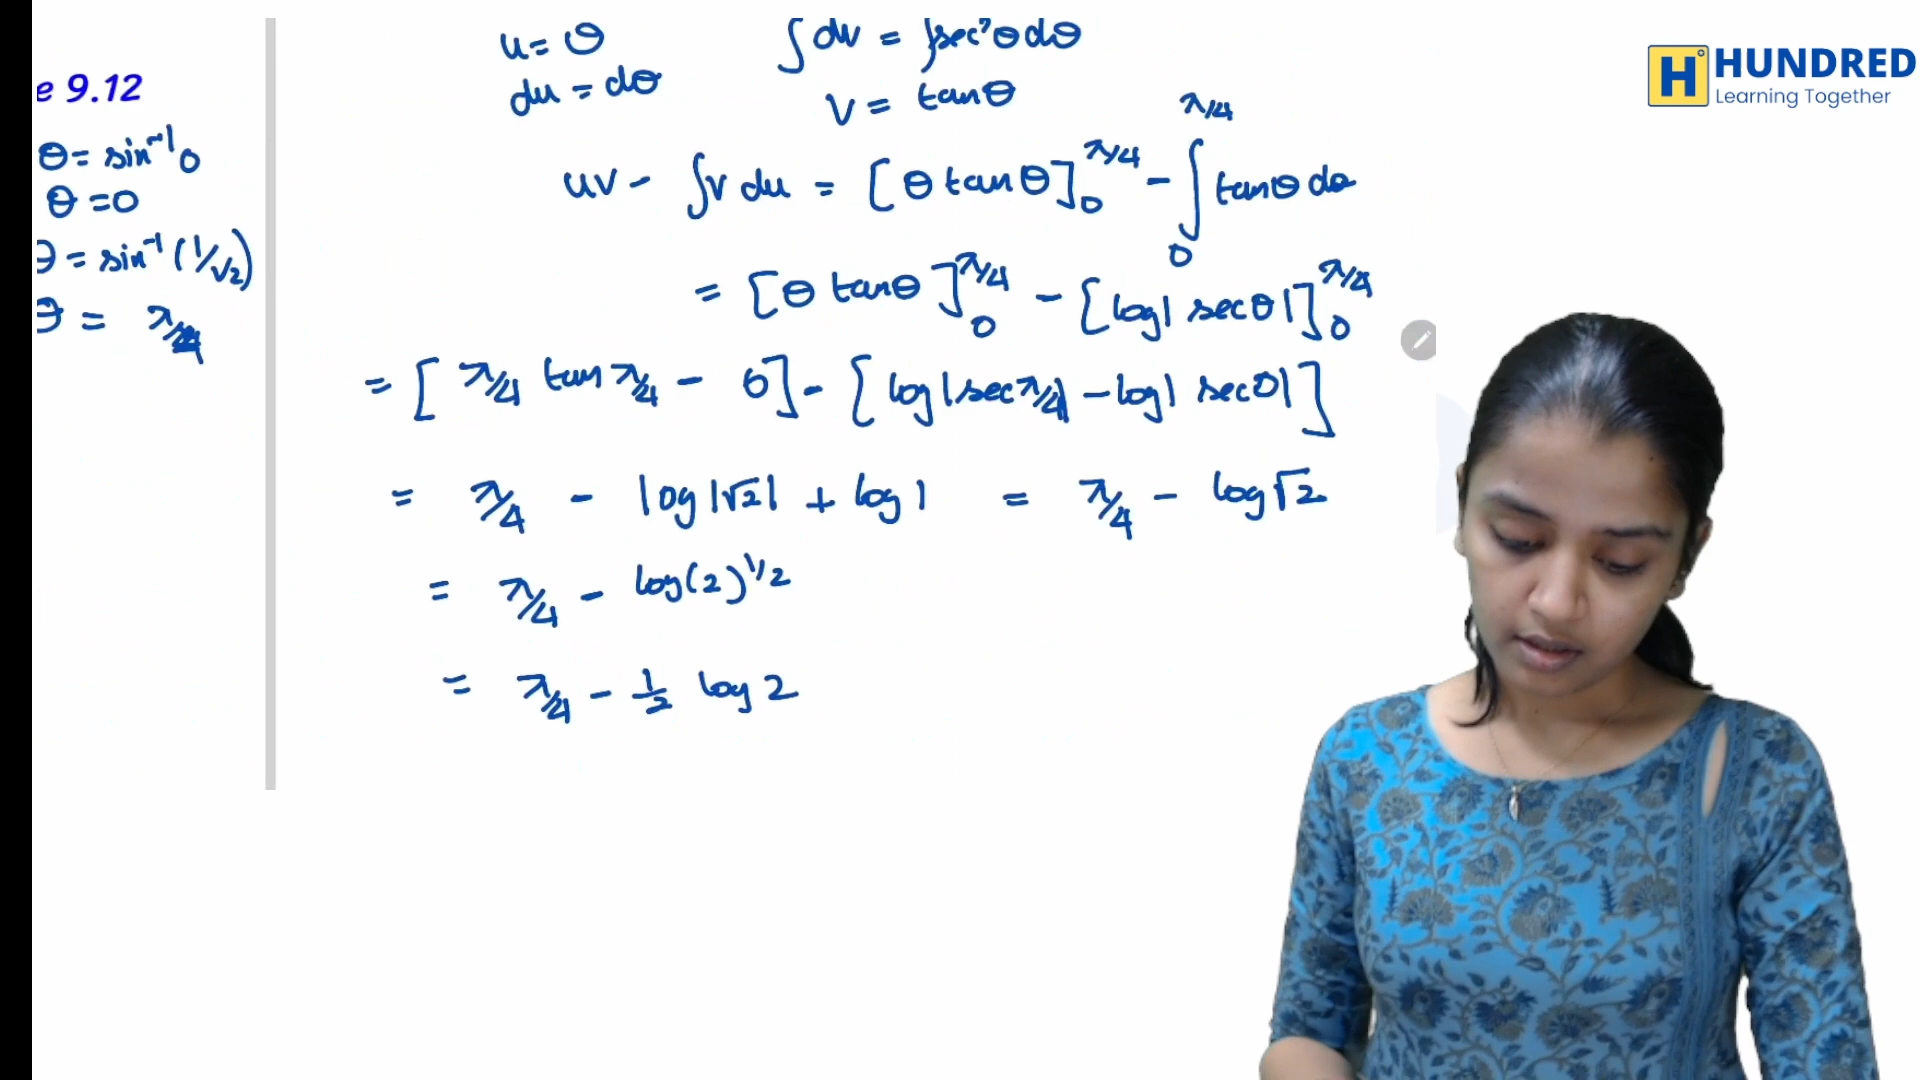 e 9.12
θ = sin⁻¹ 0
θ = 0
θ = sin⁻¹ (1/√2)
θ = π/4
u = θ ∫dv = ∫sec²θ dθ
du = dθ v = tanθ
uv - ∫v du = [θ tanθ]₀^π/4 - ∫₀^π/4 tanθ dθ
= [θ tanθ]₀^π/4 - [log|secθ|]₀^π/4
= [π/4 tan π/4 - 0] - [log|sec π/4| - log|sec 0|]
= π/4 - log|√2| + log 1 = π/4 - log√2
= π/4 - log(2)^1/2
= π/4 - 1/2 log 2
H° HUNDRED
Learning Together